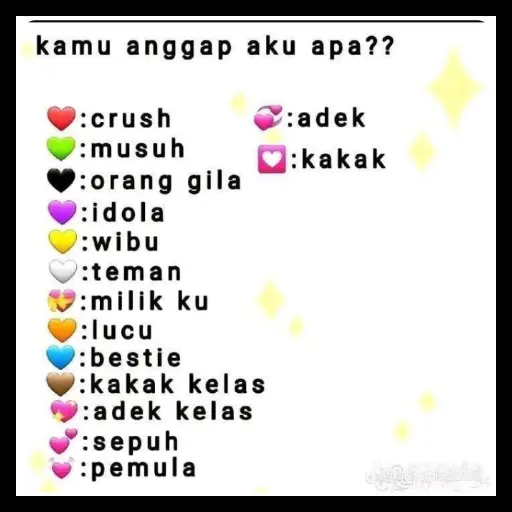 kamu anggap aku apa??
❤️:crush
💚:musuh
🖤:orang gila
💜:idola
💛:wibu
🤍:teman
💝:milik ku
🧡:lucu
💙:bestie
🤎:kakak kelas
💖:adek kelas
💕:sepuh
💓:pemula
💞:adek
💟:kakak